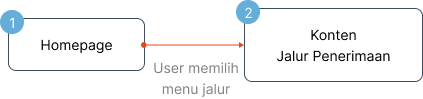 1
Homepage
User memilih
menu jalur
2
Konten
Jalur Penerimaan